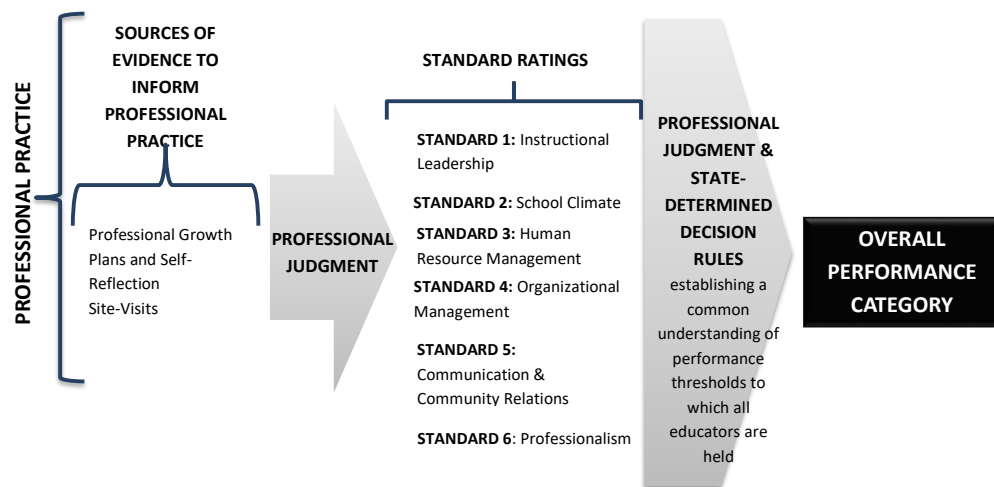 PROFESSIONAL PRACTICE
SOURCES OF
EVIDENCE TO
INFORM
PROFESSIONAL
PRACTICE
Professional Growth
Plans and Self-
Reflection
Site-Visits
PROFESSIONAL
JUDGMENT
STANDARD RATINGS
STANDARD 1: Instructional
Leadership
STANDARD 2: School Climate
STANDARD 3: Human
Resource Management
STANDARD 4: Organizational
Management
STANDARD 5:
Communication &
Community Relations
STANDARD 6: Professionalism
PROFESSIONAL
JUDGMENT &
STATE-
DETERMINED
DECISION
RULES
establishing a
common
understanding of
performance
thresholds to
which all
educators are
held
OVERALL
PERFORMANCE
CATEGORY